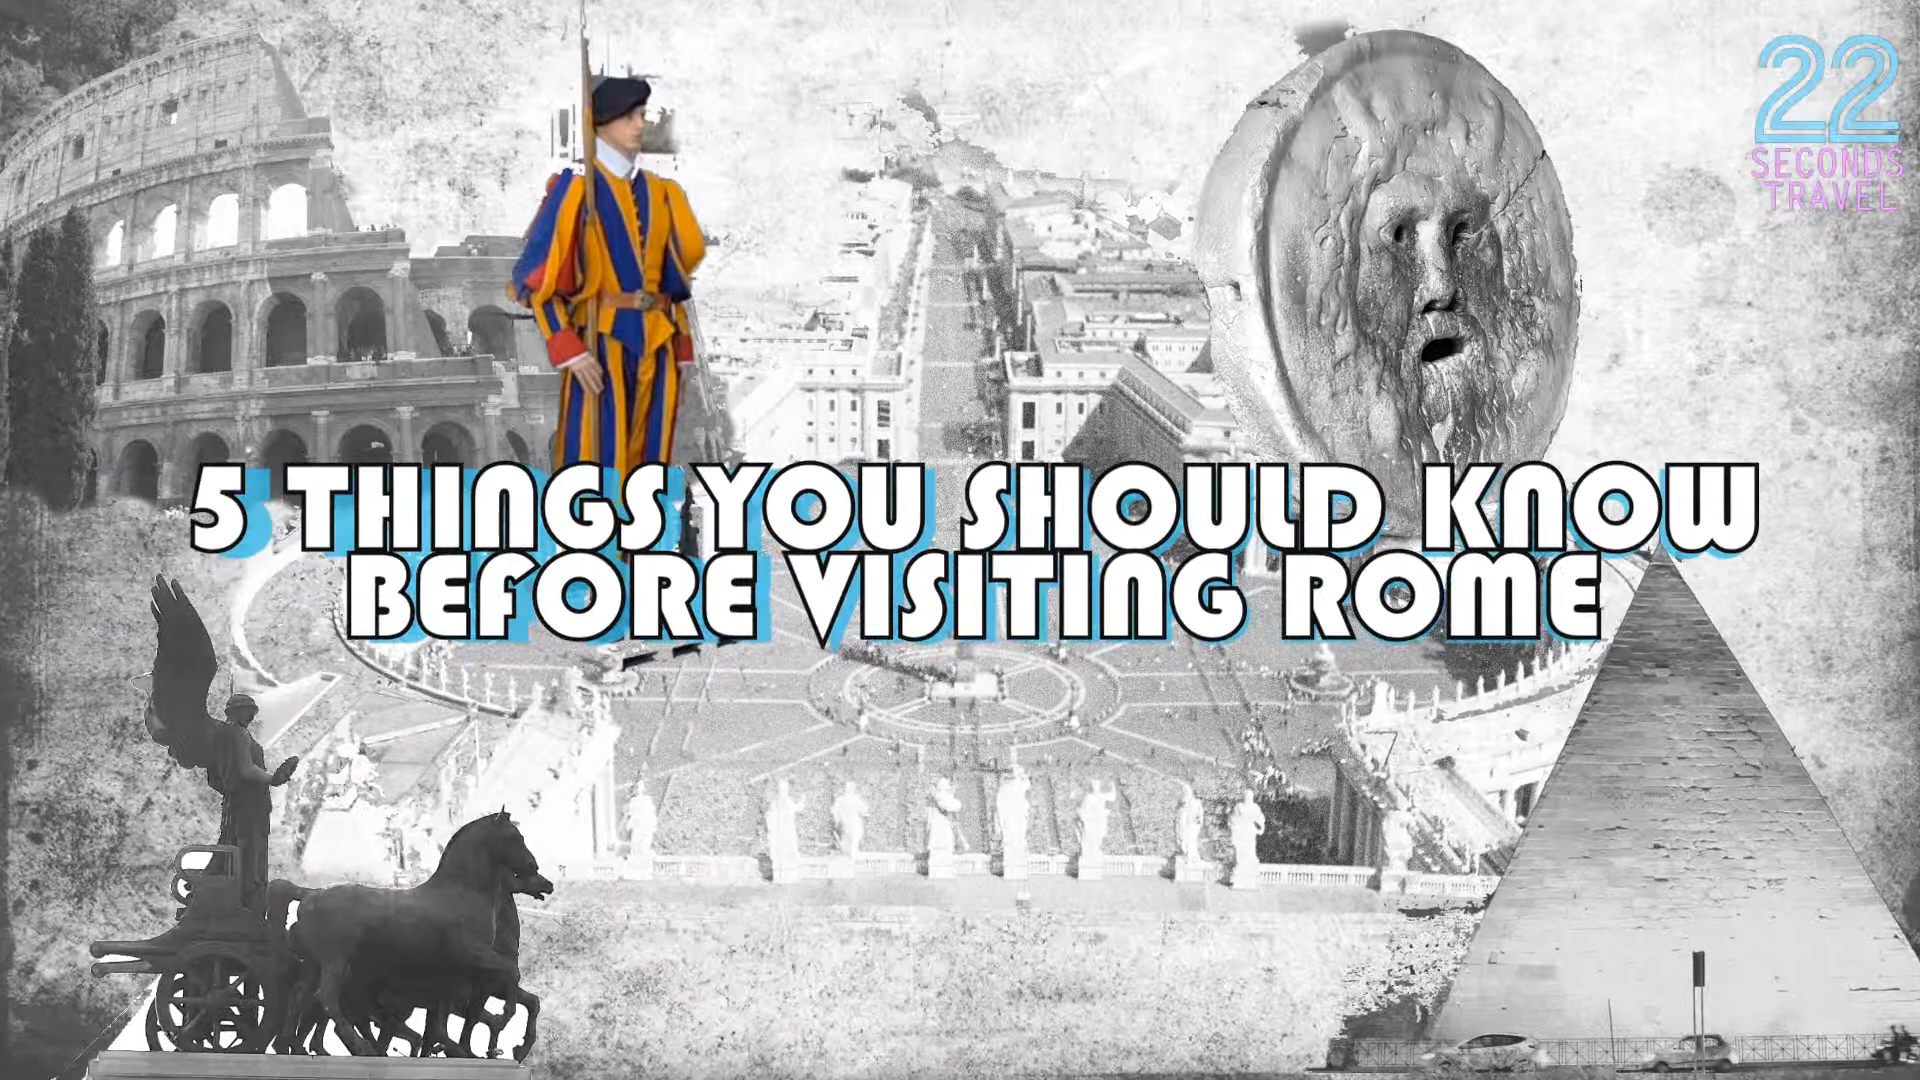 22
SECONDS
TRAVEL
5 THINGS YOU SHOULD KNOW
BEFORE VISITING ROME